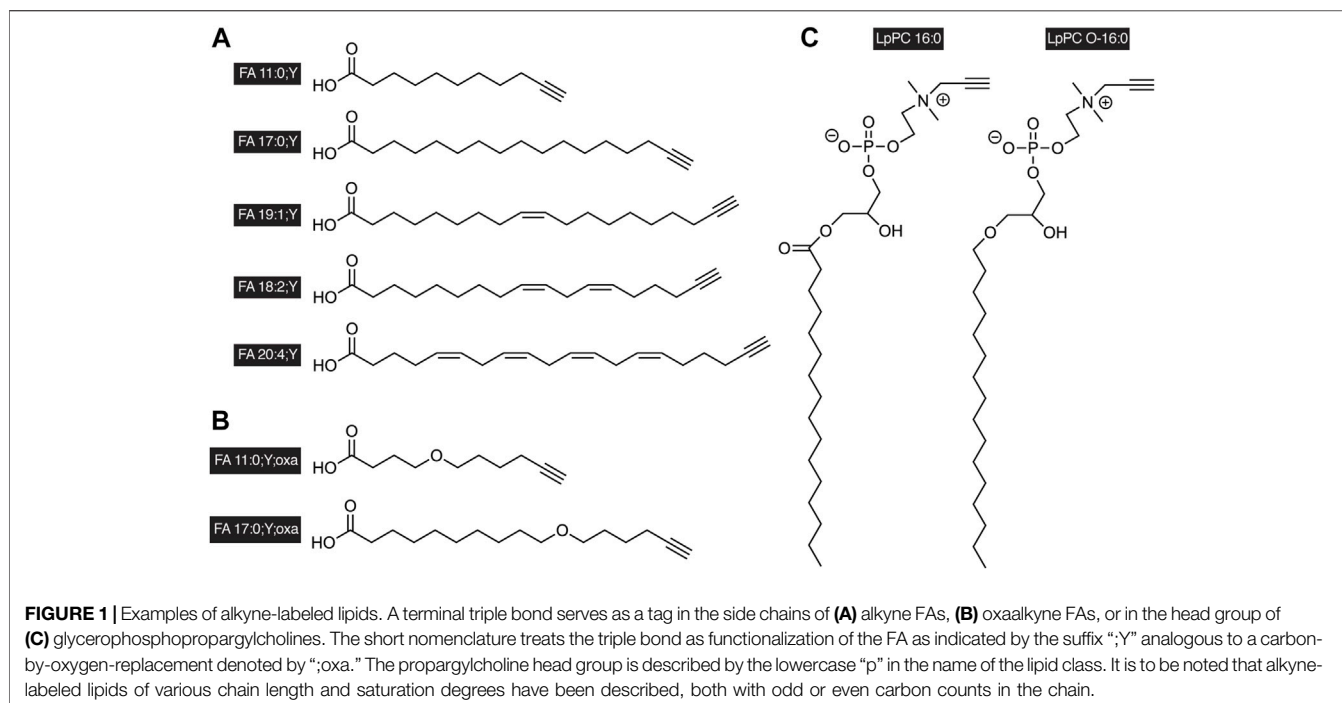 A
FA 11:0;Y
O
HO
FA 17:0;Y
O
HO
FA 19:1;Y
O
HO
FA 18:2;Y
O
HO
FA 20:4;Y
O
HO
B
FA 11:0;Y;oxa
O
HO
O
FA 17:0;Y;oxa
O
HO
O
C
LpPC 16:0
N
⊕
O
⊖
O
P
O
O
O
O
OH
LpPC O-16:0
N
⊕
O
⊖
O
P
O
O
O
OH
FIGURE 1 | Examples of alkyne-labeled lipids. A terminal triple bond serves as a tag in the side chains of (A) alkyne FAs, (B) oxaalkyne FAs, or in the head group of
(C) glycerophosphopropargylcholines. The short nomenclature treats the triple bond as functionalization of the FA as indicated by the suffix “;Y” analogous to a carbon-
by-oxygen-replacement denoted by “;oxa.” The propargylcholine head group is described by the lowercase “p” in the name of the lipid class. It is to be noted that alkyne-
labeled lipids of various chain length and saturation degrees have been described, both with odd or even carbon counts in the chain.